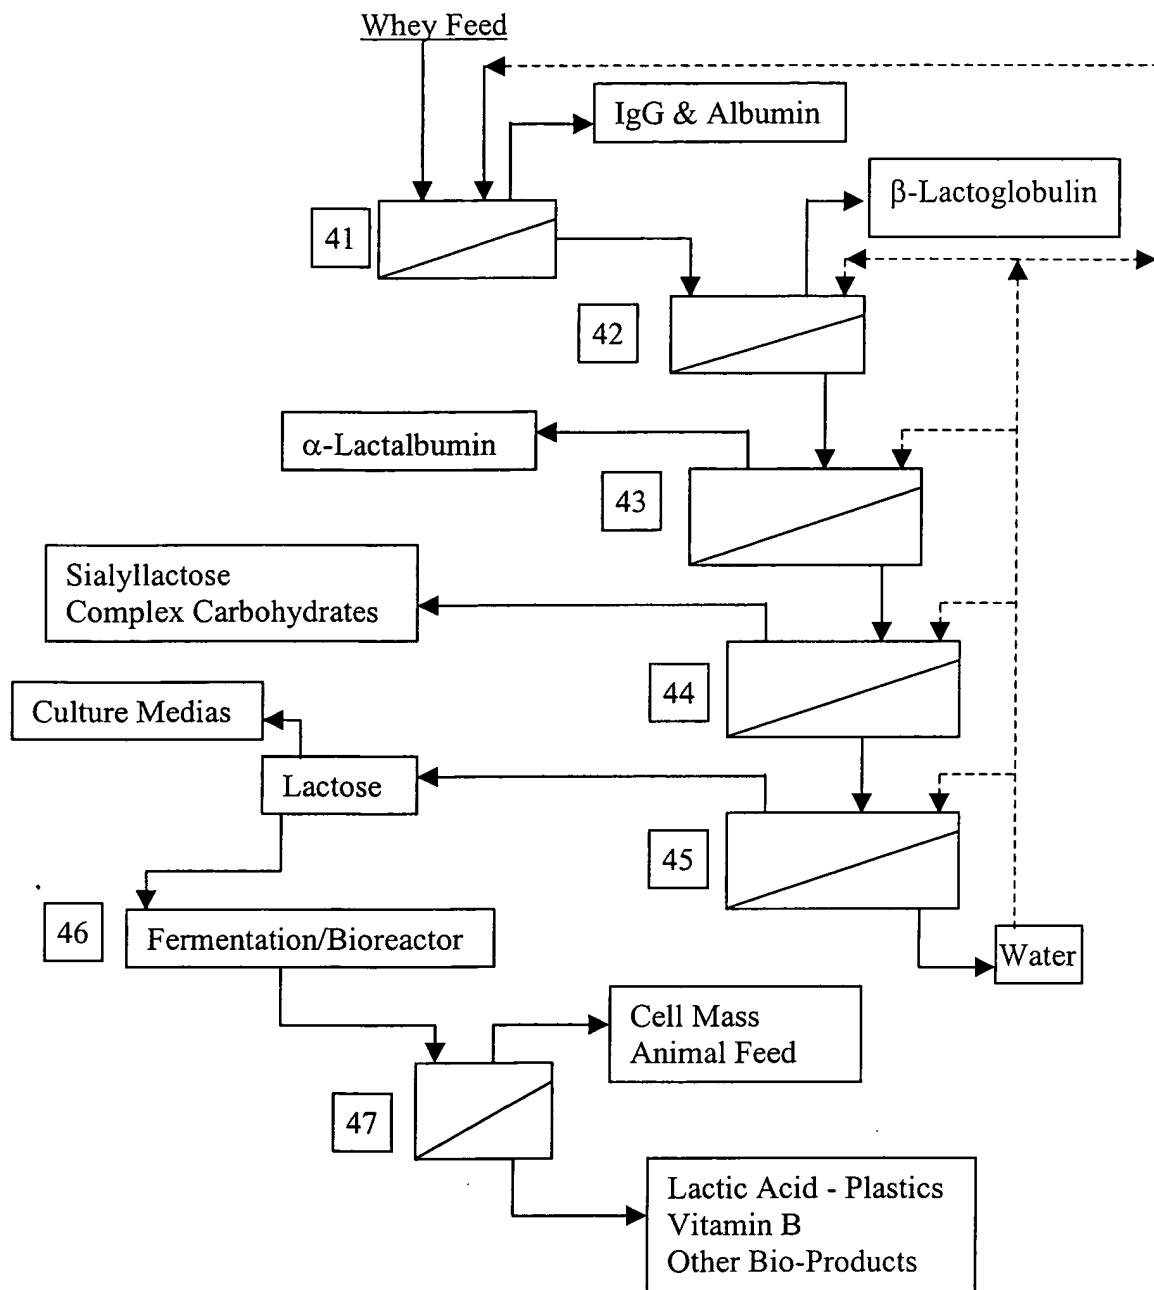 Whey Feed
IgG & Albumin
β-Lactoglobulin
41
42
α-Lactalbumin
43
Sialyllactose
Complex Carbohydrates
44
Culture Medias
Lactose
45
46
Fermentation/Bioreactor
Water
Cell Mass
Animal Feed
47
Lactic Acid - Plastics
Vitamin B
Other Bio-Products